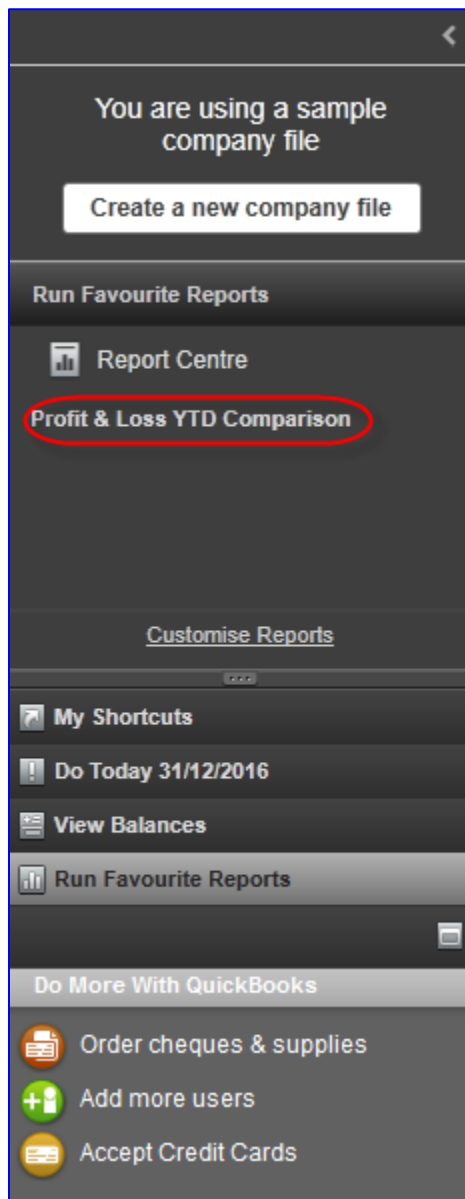 You are using a sample
company file
Create a new company file
Run Favourite Reports
Report Centre
Profit & Loss YTD Comparison
Customise Reports
My Shortcuts
Do Today 31/12/2016
View Balances
Run Favourite Reports
Do More With QuickBooks
Order cheques & supplies
Add more users
Accept Credit Cards